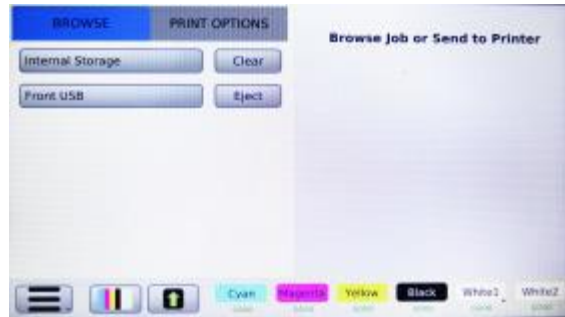 BROWSE
PRINT OPTIONS
Browse Job or Send to Printer
Internal Storage
Clear
Front USB
Eject
Cyan
Magenta
Yellow
Black
White1
White2